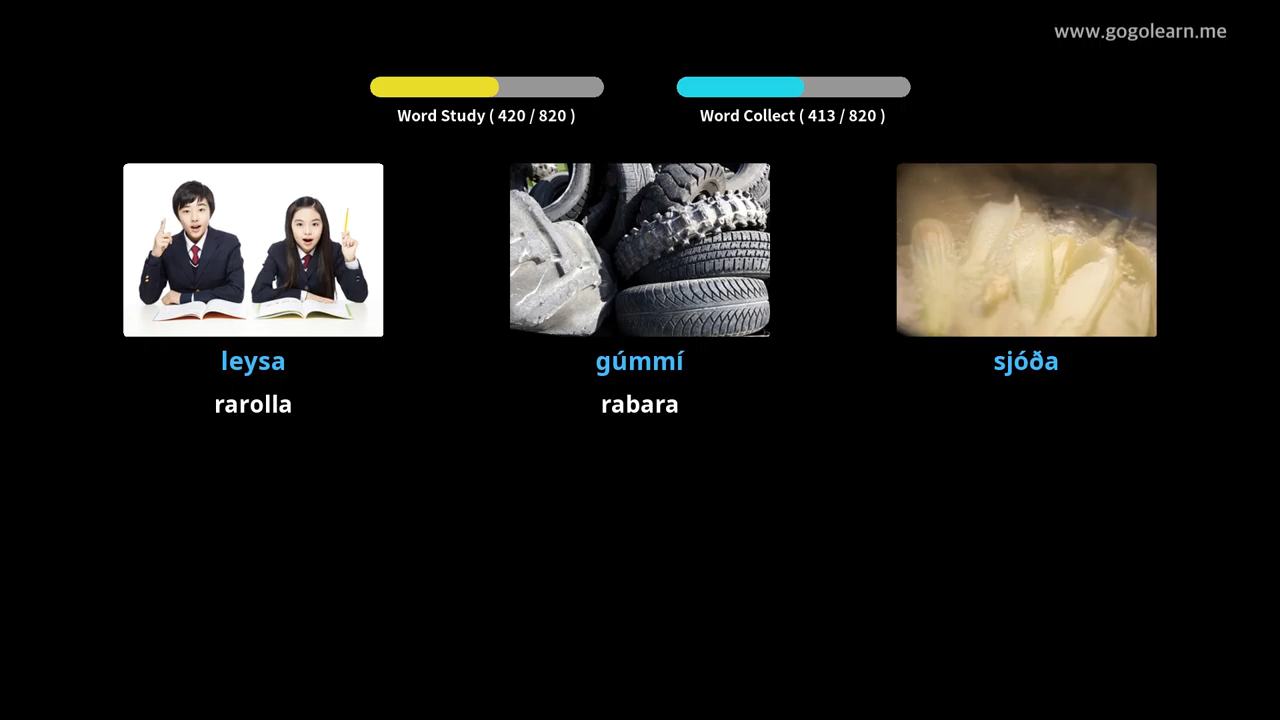 www.gogolearn.me
Word Study ( 420 / 820 )
Word Collect ( 413 / 820 )
leysa
gúmmí
sjóða
rarolla
rabara